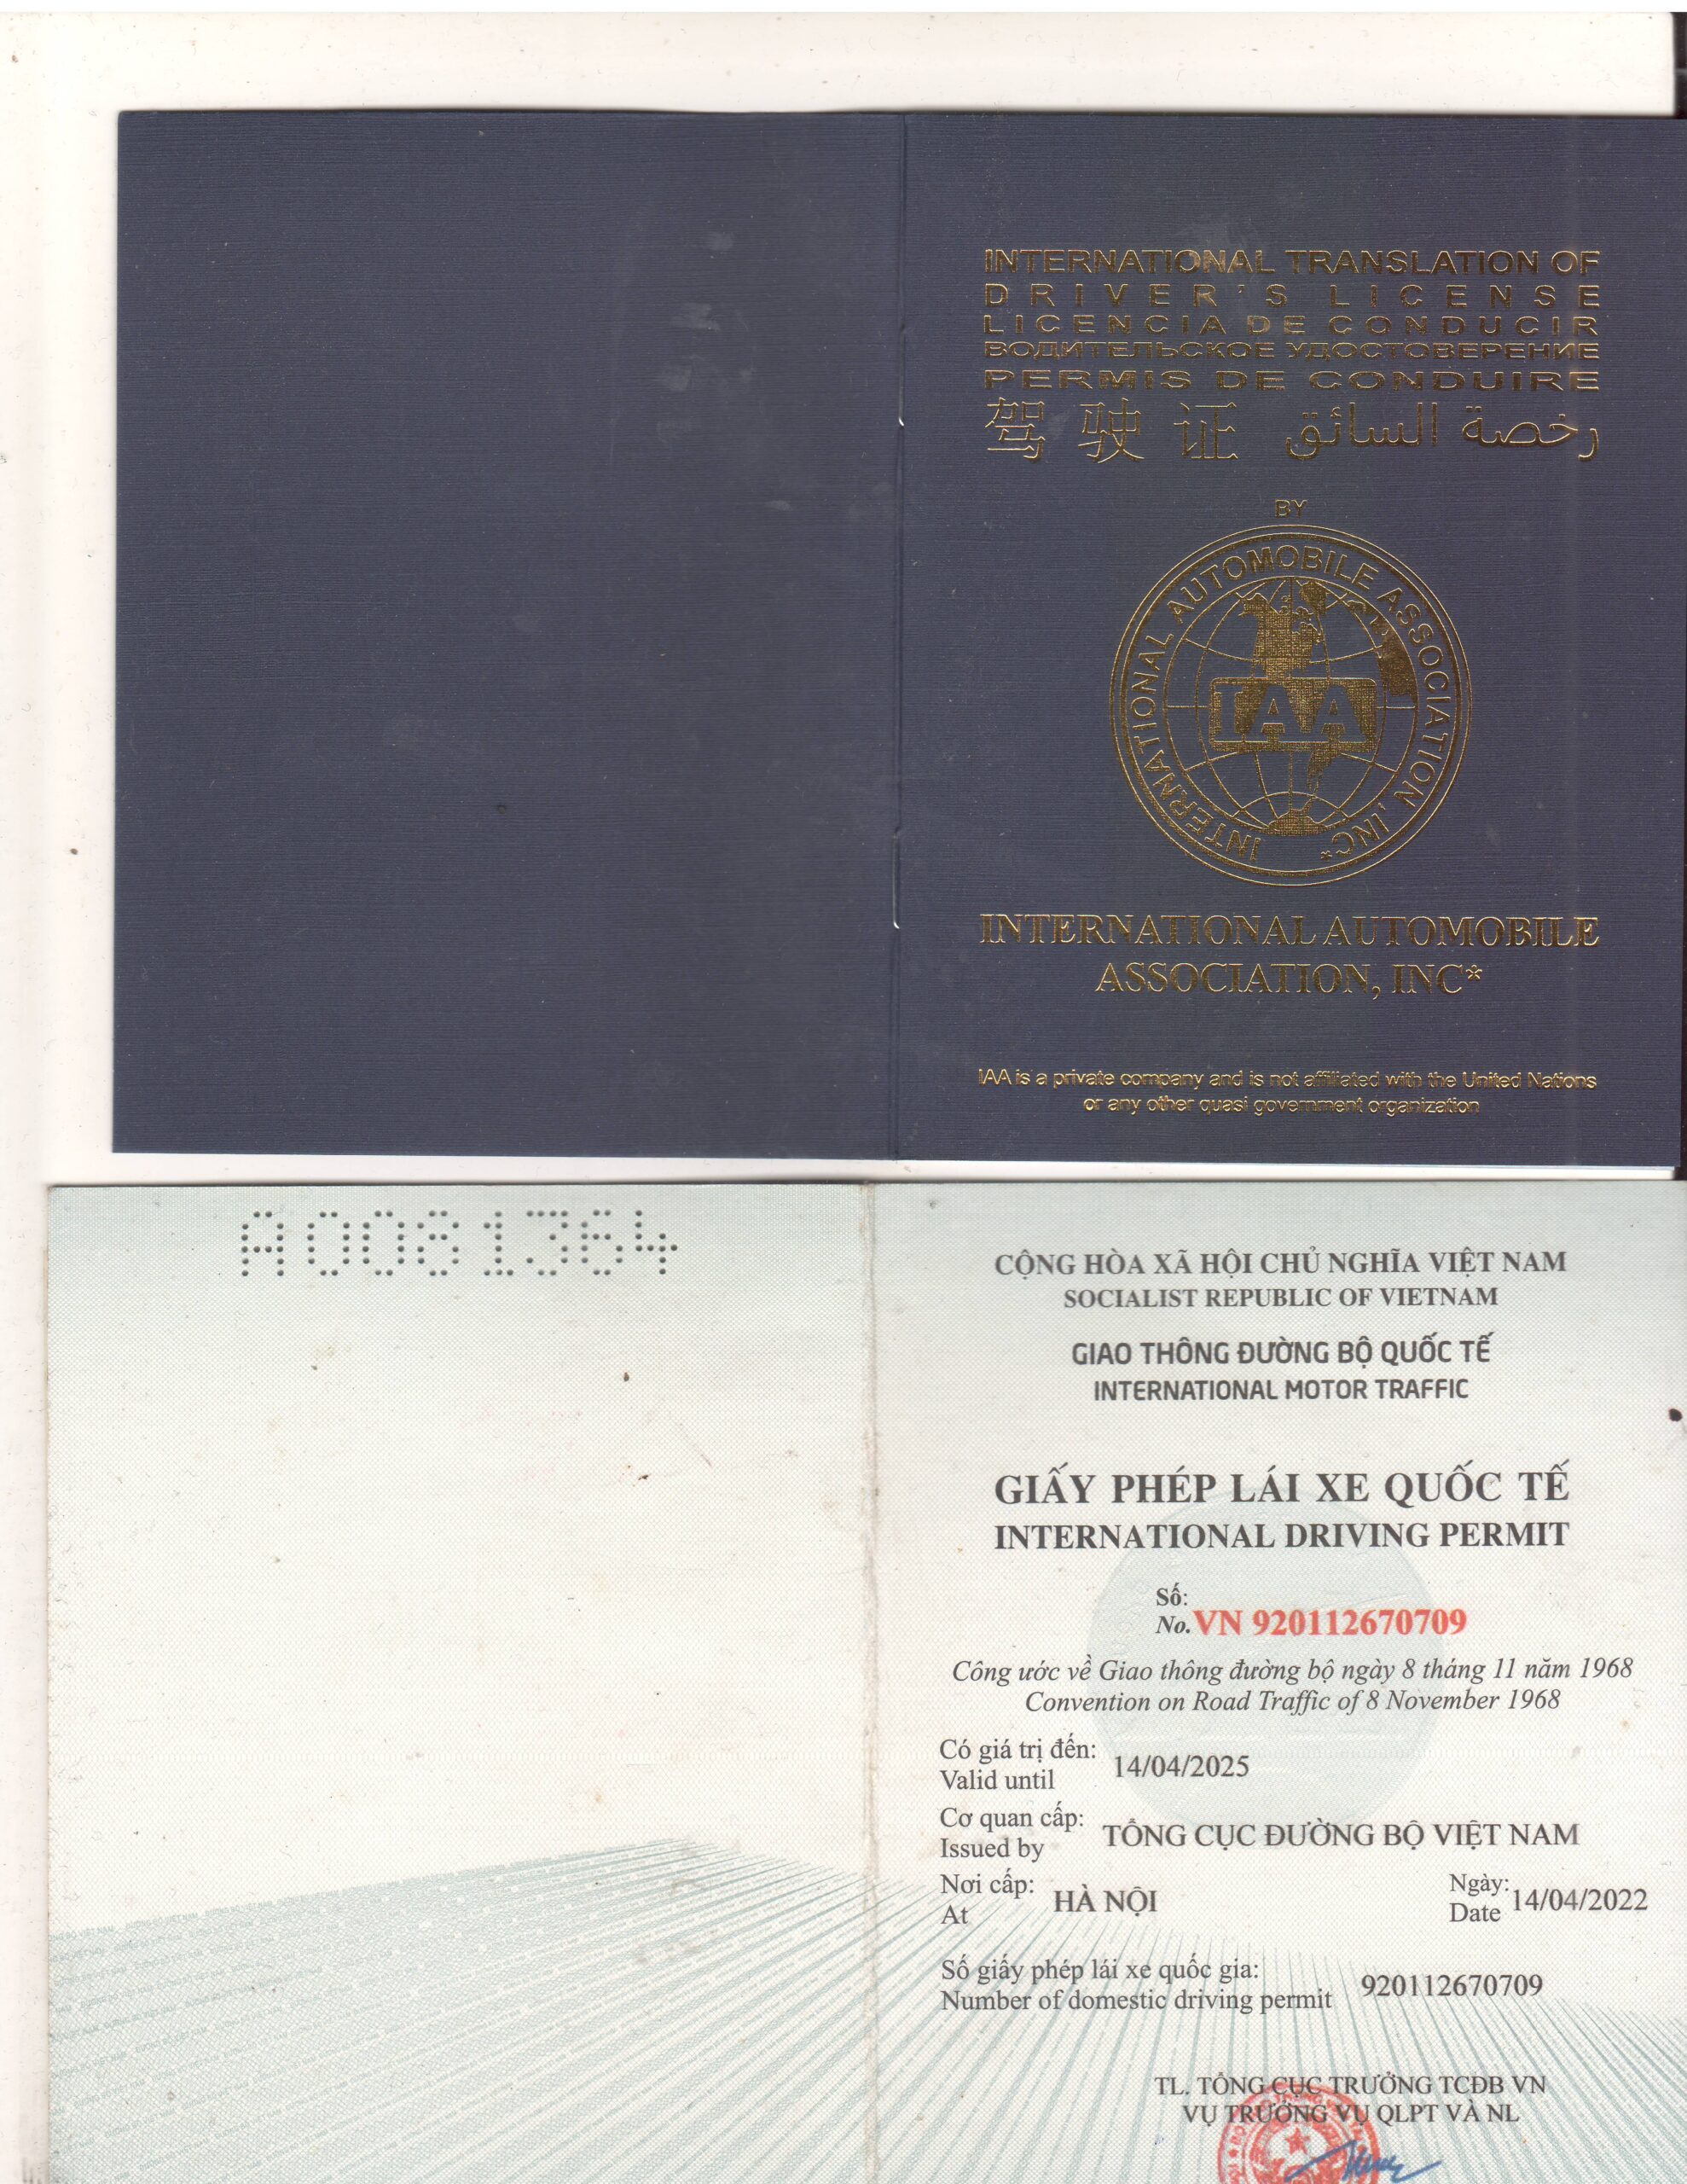 INTERNATIONAL TRANSLATION OF
DRIVER'S LICENSE
LICENCIA DE CONDUCIR
ВОДИТЕЛЬСКОЕ УДОСТОВЕРЕНИЕ
PERMIS DE CONDUIRE
驾驶证 رخصة السائق
BY
INTERNATIONAL AUTOMOBILE ASSOCIATION INC*
IAA
INTERNATIONAL AUTOMOBILE
ASSOCIATION, INC*
IAA is a private company and is not affiliated with the United Nations
or any other quasi government organization
A0081364
CỘNG HÒA XÃ HỘI CHỦ NGHĨA VIỆT NAM
SOCIALIST REPUBLIC OF VIETNAM
GIAO THÔNG ĐƯỜNG BỘ QUỐC TẾ
INTERNATIONAL MOTOR TRAFFIC
GIẤY PHÉP LÁI XE QUỐC TẾ
INTERNATIONAL DRIVING PERMIT
Số:
No. VN 920112670709
Công ước về Giao thông đường bộ ngày 8 tháng 11 năm 1968
Convention on Road Traffic of 8 November 1968
Có giá trị đến:
Valid until 14/04/2025
Cơ quan cấp:
Issued by TỔNG CỤC ĐƯỜNG BỘ VIỆT NAM
Nơi cấp: Ngày:
At HÀ NỘI Date 14/04/2022
Số giấy phép lái xe quốc gia:
Number of domestic driving permit 920112670709
TL. TỔNG CỤC TRƯỞNG TCĐB VN
VỤ TRƯỞNG VỤ QLPT VÀ NL